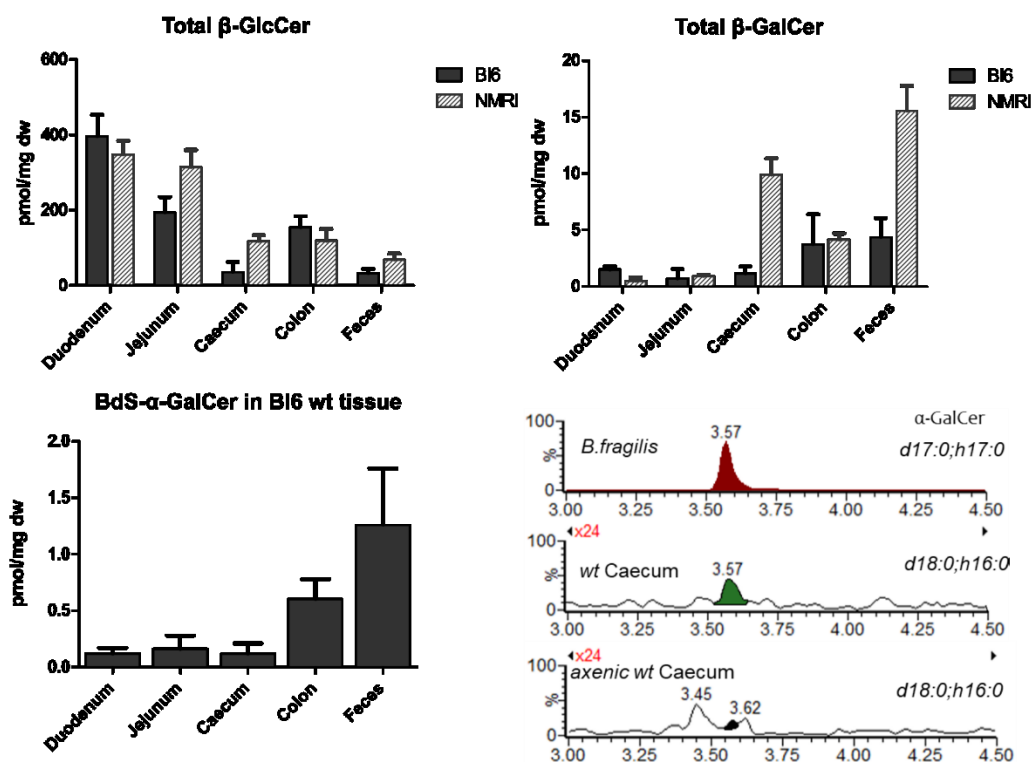 Total β-GlcCer
600
400
200
0
pmol/mg dw
Duodenum
Jejunum
Caecum
Colon
Feces
Bl6
NMRI
Total β-GalCer
20
15
10
5
0
pmol/mg dw
Duodenum
Jejunum
Caecum
Colon
Feces
Bl6
NMRI
BdS-α-GalCer in Bl6 wt tissue
2.0
1.5
1.0
0.5
0.0
pmol/mg dw
Duodenum
Jejunum
Caecum
Colon
Feces
α-GalCer
100
%
0
B.fragilis
3.57
d17:0;h17:0
3.00 3.25 3.50 3.75 4.00 4.25 4.50
x24
100
%
0
wt Caecum
3.57
d18:0;h16:0
3.00 3.25 3.50 3.75 4.00 4.25 4.50
x24
100
%
0
axenic wt Caecum
3.45
3.62
d18:0;h16:0
3.00 3.25 3.50 3.75 4.00 4.25 4.50